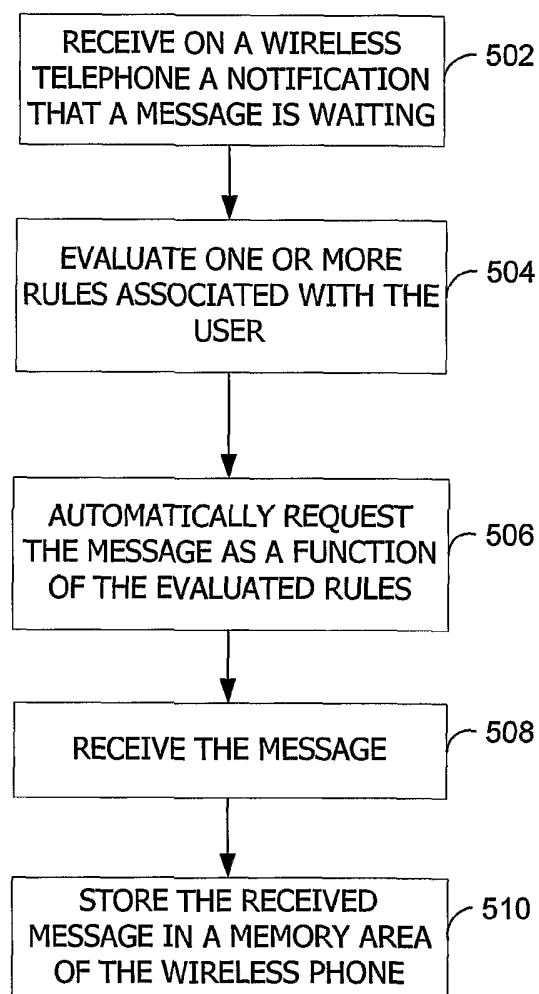 RECEIVE ON A WIRELESS
TELEPHONE A NOTIFICATION
THAT A MESSAGE IS WAITING
502
EVALUATE ONE OR MORE
RULES ASSOCIATED WITH THE
USER
504
AUTOMATICALLY REQUEST
THE MESSAGE AS A FUNCTION
OF THE EVALUATED RULES
506
RECEIVE THE MESSAGE
508
STORE THE RECEIVED
MESSAGE IN A MEMORY AREA
OF THE WIRELESS PHONE
510